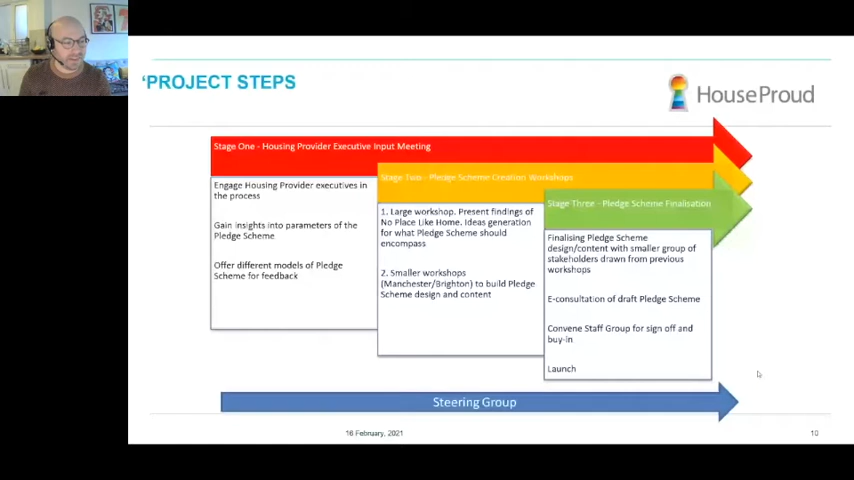 ‘PROJECT STEPS
HouseProud
Stage One - Housing Provider Executive Input Meeting
Engage Housing Provider executives in
the process
Gain insights into parameters of the
Pledge Scheme
Offer different models of Pledge
Scheme for feedback
Stage Two - Pledge Scheme Creation Workshops
1. Large workshop. Present findings of
No Place Like Home. Ideas generation
for what Pledge Scheme should
encompass
2. Smaller workshops
(Manchester/Brighton) to build Pledge
Scheme design and content
Stage Three - Pledge Scheme Finalisation
Finalising Pledge Scheme
design/content with smaller group of
stakeholders drawn from previous
workshops
E-consultation of draft Pledge Scheme
Convene Staff Group for sign off and
buy-in
Launch
Steering Group
16 February, 2021
10